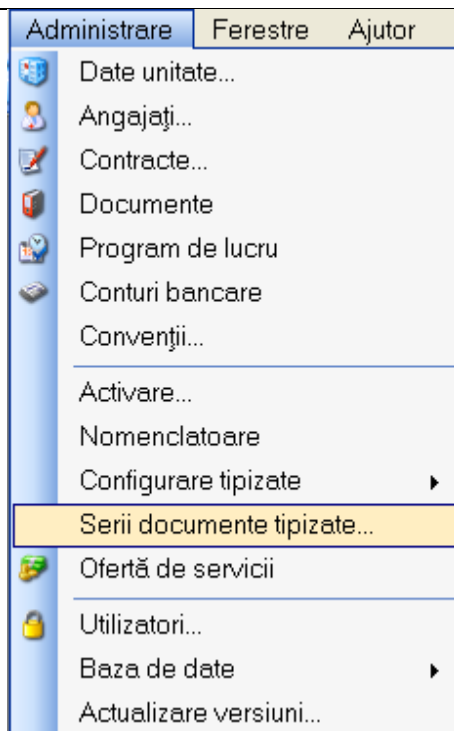 Administrare Ferestre Ajutor
Date unitate...
Angajaţi...
Contracte...
Documente
Program de lucru
Conturi bancare
Convenţii...
Activare...
Nomenclatoare
Configurare tipizate
Serii documente tipizate...
Ofertă de servicii
Utilizatori...
Baza de date
Actualizare versiuni...